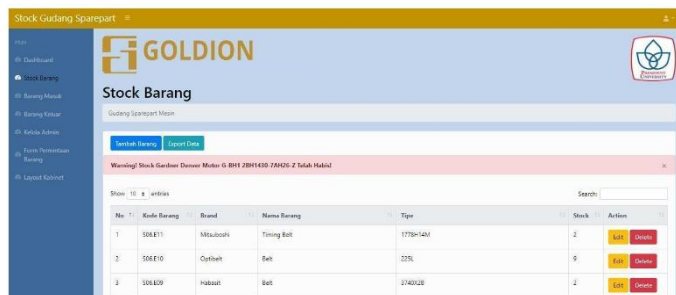 Stock Gudang Sparepart
Main
Dashboard
Stock Barang
Barang Masuk
Barang Keluar
Kelola Admin
Form Permintaan
Barang
Layout Kabinet
GOLDION
PRESIDENT
UNIVERSITY
Stock Barang
Gudang Sparepart Mesin
Tambah Barang Export Data
Warning! Stock Gardner Denver Motor G-BH1 2BH1430-7AH26-Z Telah Habis! ×
Show 10 entries Search:
No Kode Barang Brand Nama Barang Tipe Stock Action
1 S06.E11 Mitsuboshi Timing Belt 1778H14M 2 Edit Delete
2 S06.E10 Optibelt Belt 225L 9 Edit Delete
3 S06.E09 Habasit Belt 3740X28 2 Edit Delete